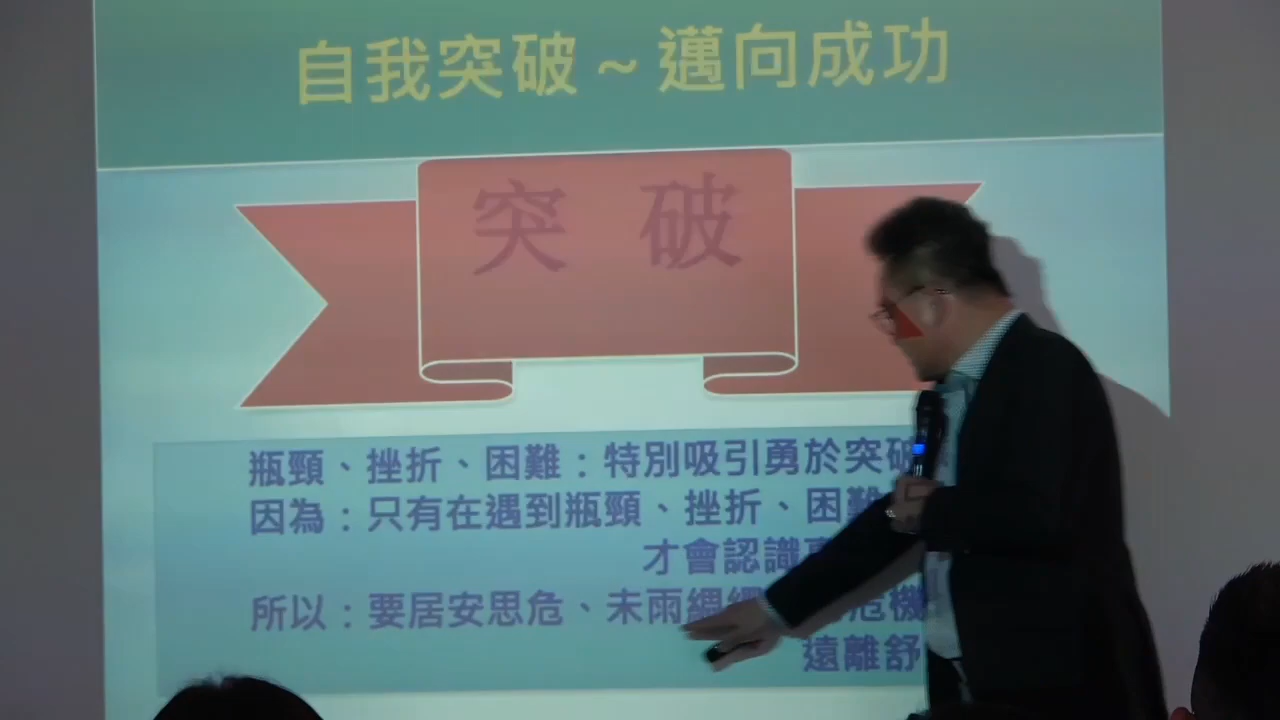 自我突破~邁向成功
突 破
瓶頸、挫折、困難:特別吸引勇於突破
因為:只有在遇到瓶頸、挫折、困難
才會認識
所以:要居安思危、未雨綢 危機
遠離舒